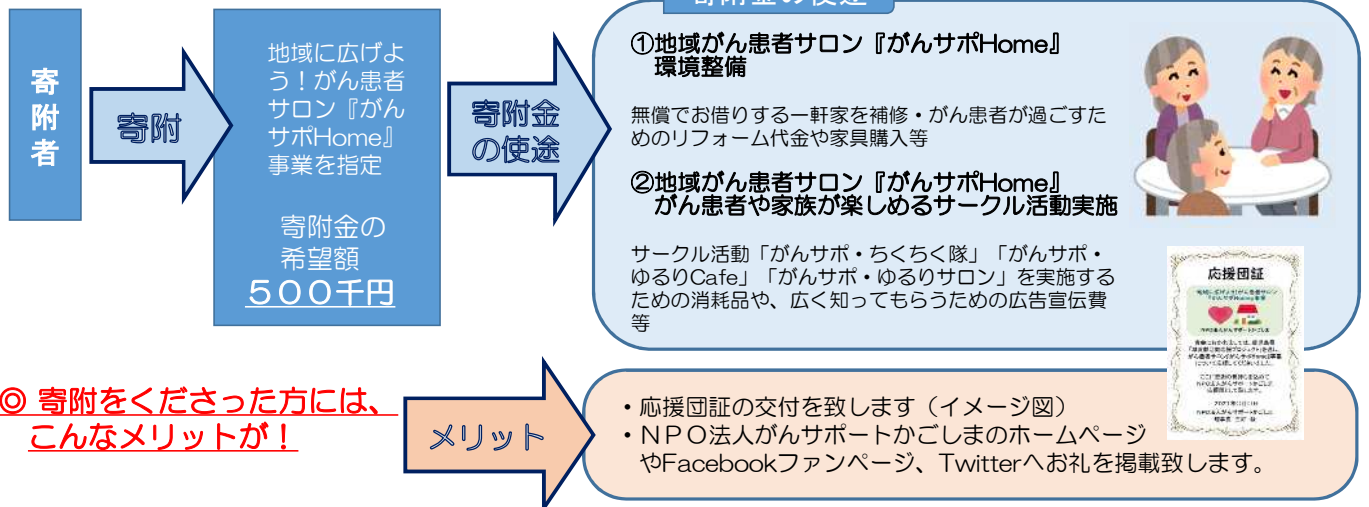 寄附金の使途
寄附者
寄附
地域に広げよ
う！がん患者
サロン『がん
サポHome』
事業を指定
寄附金の
希望額
５００千円
寄附金
の使途
①地域がん患者サロン『がんサポHome』
環境整備
無償でお借りする一軒家を補修・がん患者が過ごすた
めのリフォーム代金や家具購入等
②地域がん患者サロン『がんサポHome』
がん患者や家族が楽しめるサークル活動実施
サークル活動「がんサポ・ちくちく隊」「がんサポ・
ゆるりCafe」「がんサポ・ゆるりサロン」を実施する
ための消耗品や、広く知ってもらうための広告宣伝費
等
応援団証
◎ 寄附をくださった方には、
こんなメリットが！
メリット
・応援団証の交付を致します（イメージ図）
・ＮＰＯ法人がんサポートかごしまのホームページ
やFacebookファンページ、Twitterへお礼を掲載致します。